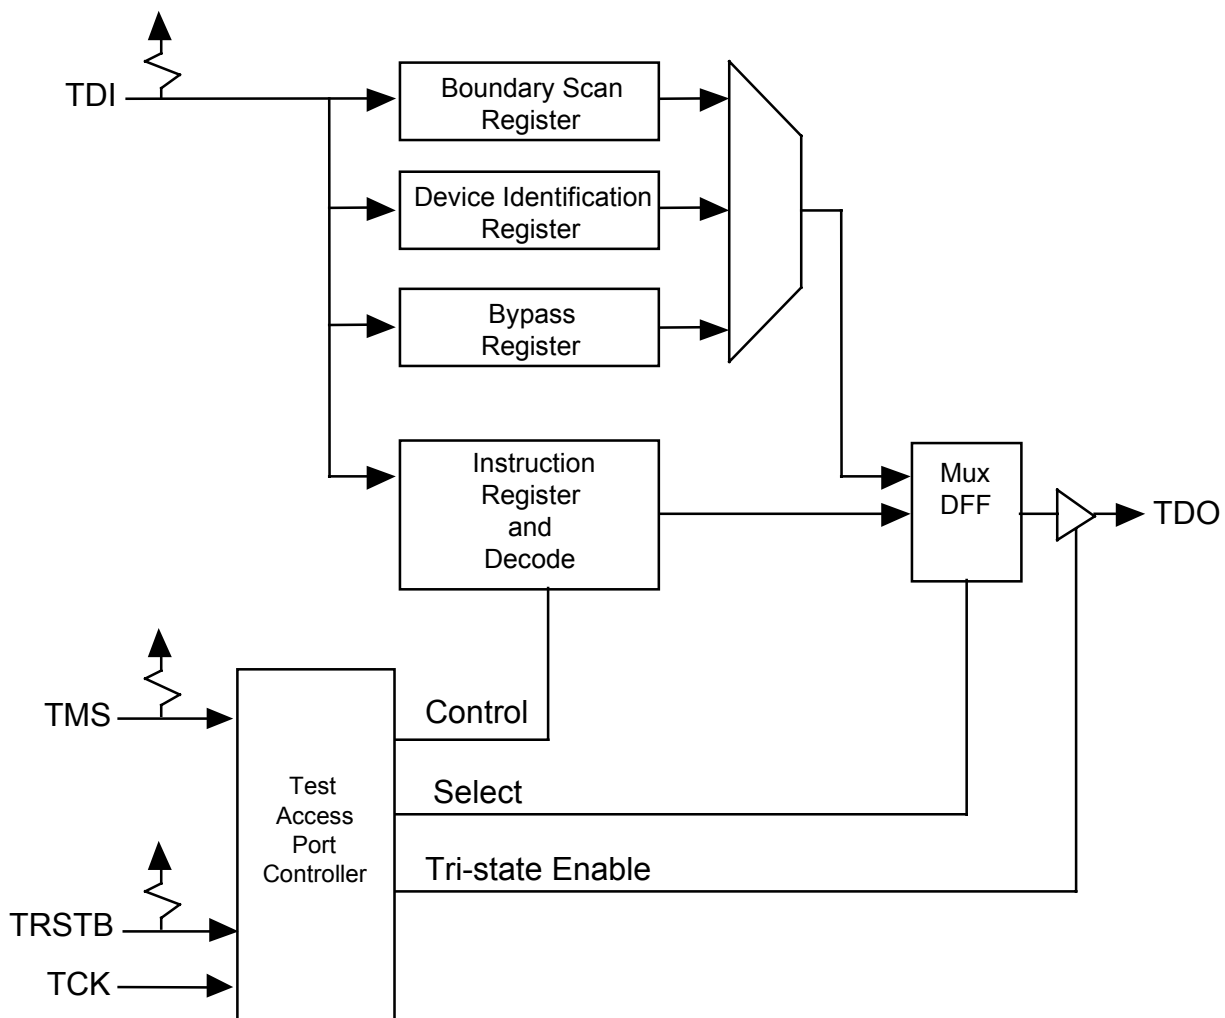 TDI
Boundary Scan
Register
Device Identification
Register
Bypass
Register
Instruction
Register
and
Decode
Mux
DFF
TDO
TMS
Control
Test
Access
Port
Controller
Select
Tri-state Enable
TRSTB
TCK